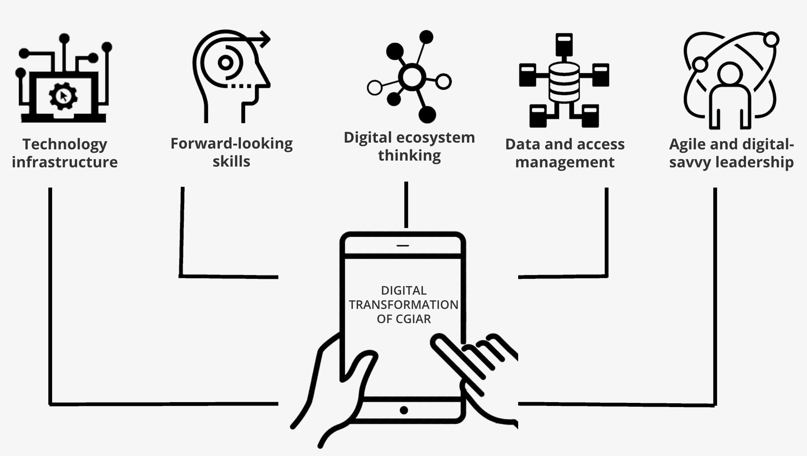 Technology
infrastructure
Forward-looking
skills
Digital ecosystem
thinking
Data and access
management
Agile and digital-
savvy leadership
DIGITAL
TRANSFORMATION
OF CGIAR